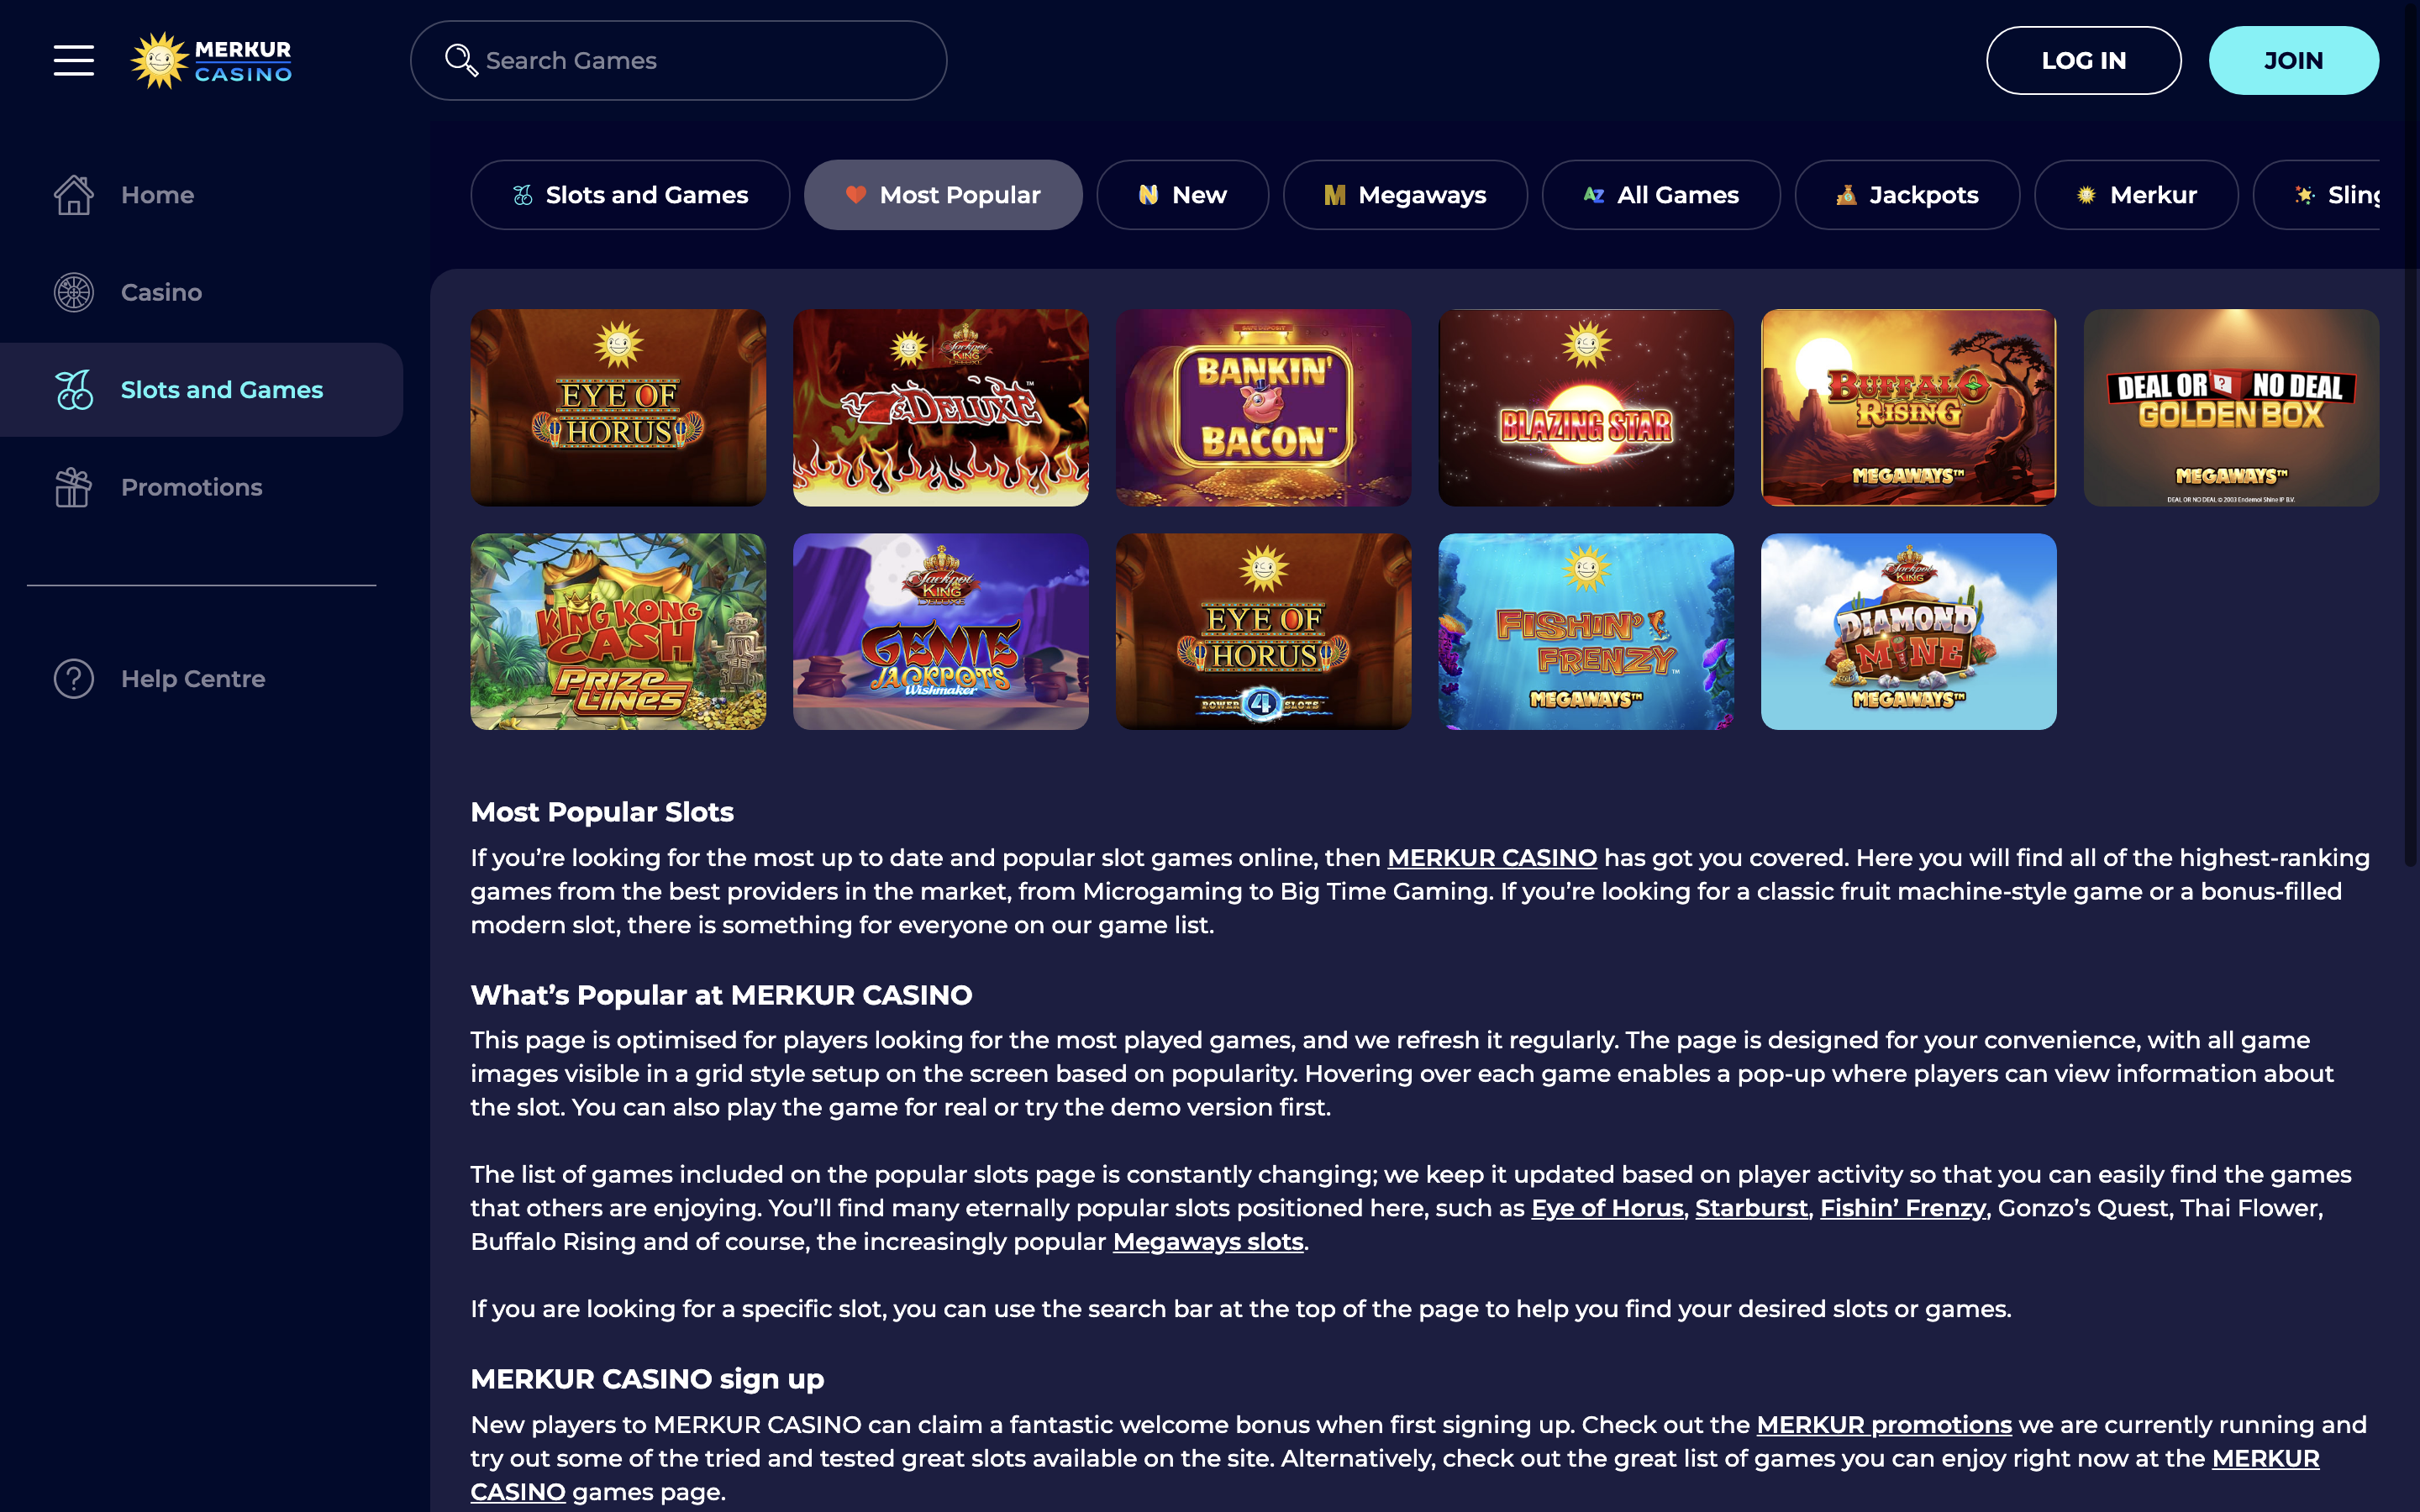 MERKUR
CASINO
Search Games
LOG IN
JOIN
Home
Casino
Slots and Games
Promotions
Help Centre
Slots and Games
Most Popular
N New
M Megaways
AZ All Games
Jackpots
Merkur
Sling
EYE OF
HORUS
Jackpot
KING
DELUXE
7's DELUXE™
BANKIN'
BACON™
BLAZING STAR
BUFFALO
RISING
MEGAWAYS™
DEAL OR ? NO DEAL
GOLDEN BOX
MEGAWAYS™
DEAL OR NO DEAL © 2003 Endemol Shine IP B.V.
KING KONG
CASH
PRIZE
LINES
Jackpot
KING
DELUXE
GENIE
JACKPOTS
Wishmaker
EYE OF
HORUS
POWER 4 SLOTS™
FISHIN'
FRENZY™
MEGAWAYS™
Jackpot
KING
DIAMOND
MINE
MEGAWAYS™
Most Popular Slots
If you’re looking for the most up to date and popular slot games online, then MERKUR CASINO has got you covered. Here you will find all of the highest-ranking
games from the best providers in the market, from Microgaming to Big Time Gaming. If you’re looking for a classic fruit machine-style game or a bonus-filled
modern slot, there is something for everyone on our game list.
What’s Popular at MERKUR CASINO
This page is optimised for players looking for the most played games, and we refresh it regularly. The page is designed for your convenience, with all game
images visible in a grid style setup on the screen based on popularity. Hovering over each game enables a pop-up where players can view information about
the slot. You can also play the game for real or try the demo version first.
The list of games included on the popular slots page is constantly changing; we keep it updated based on player activity so that you can easily find the games
that others are enjoying. You’ll find many eternally popular slots positioned here, such as Eye of Horus, Starburst, Fishin’ Frenzy, Gonzo’s Quest, Thai Flower,
Buffalo Rising and of course, the increasingly popular Megaways slots.
If you are looking for a specific slot, you can use the search bar at the top of the page to help you find your desired slots or games.
MERKUR CASINO sign up
New players to MERKUR CASINO can claim a fantastic welcome bonus when first signing up. Check out the MERKUR promotions we are currently running and
try out some of the tried and tested great slots available on the site. Alternatively, check out the great list of games you can enjoy right now at the MERKUR
CASINO games page.